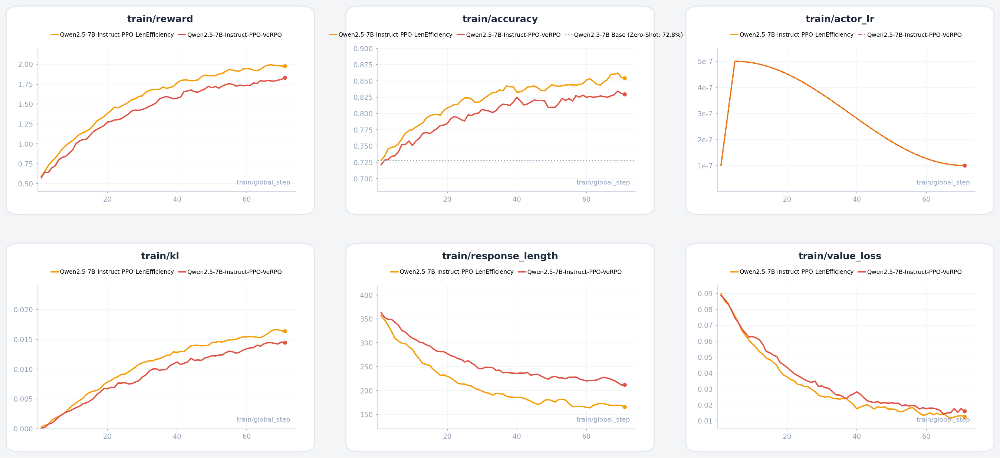 train/reward
Qwen2.5-7B-Instruct-PPO-LenEfficiency Qwen2.5-7B-Instruct-PPO-VeRPO
2.00
1.75
1.50
1.25
1.00
0.75
0.50
train/global_step
20 40 60
train/accuracy
Qwen2.5-7B-Instruct-PPO-LenEfficiency Qwen2.5-7B-Instruct-PPO-VeRPO Qwen2.5-7B Base (Zero-Shot: 72.8%)
0.900
0.875
0.850
0.825
0.800
0.775
0.750
0.725
0.700
train/global_step
20 40 60
train/actor_lr
Qwen2.5-7B-Instruct-PPO-LenEfficiency Qwen2.5-7B-Instruct-PPO-VeRPO
5e-7
4e-7
3e-7
2e-7
1e-7
train/global_step
20 40 60
train/kl
Qwen2.5-7B-Instruct-PPO-LenEfficiency Qwen2.5-7B-Instruct-PPO-VeRPO
0.020
0.015
0.010
0.005
0.000
train/global_step
20 40 60
train/response_length
Qwen2.5-7B-Instruct-PPO-LenEfficiency Qwen2.5-7B-Instruct-PPO-VeRPO
400
350
300
250
200
150
train/global_step
20 40 60
train/value_loss
Qwen2.5-7B-Instruct-PPO-LenEfficiency Qwen2.5-7B-Instruct-PPO-VeRPO
0.09
0.08
0.07
0.06
0.05
0.04
0.03
0.02
0.01
train/global_step
20 40 60